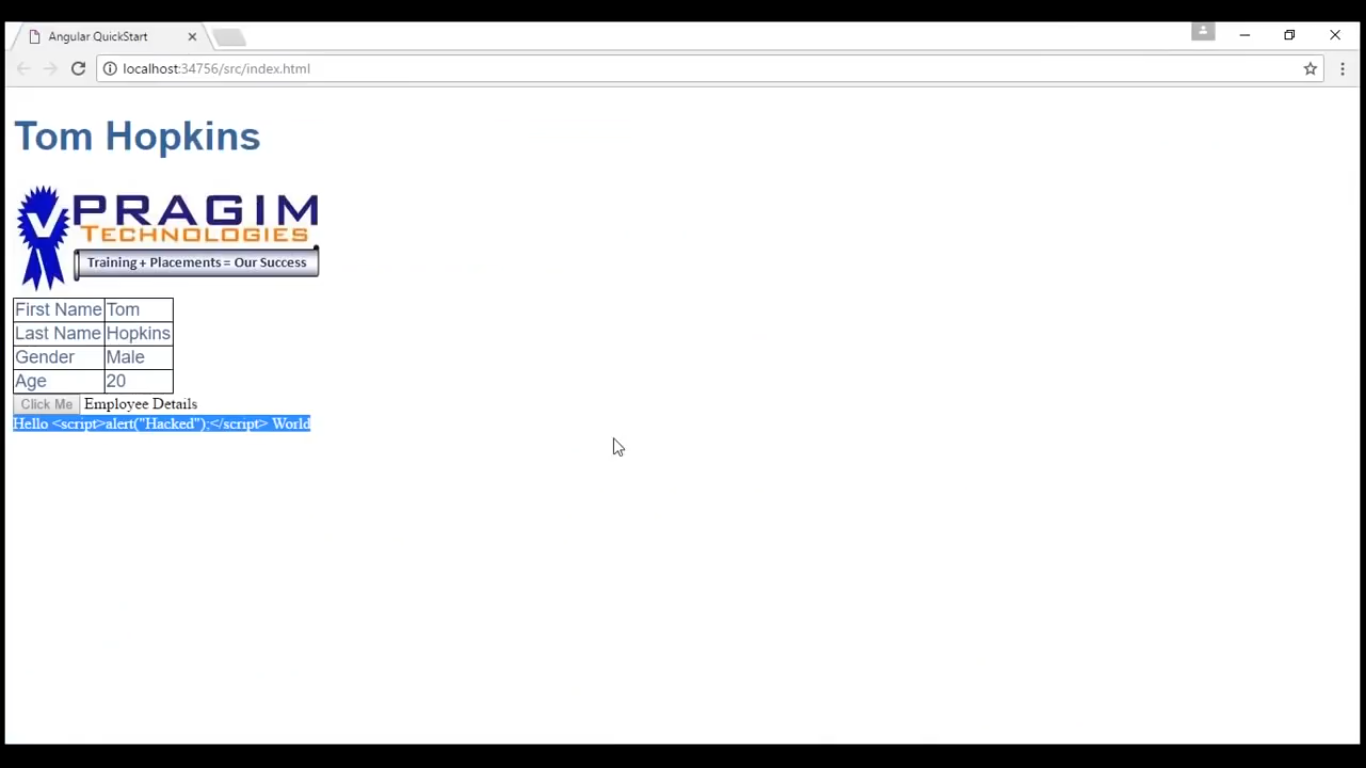 Angular QuickStart
localhost:34756/src/index.html
Tom Hopkins
PRAGIM
TECHNOLOGIES
Training + Placements = Our Success
First Name Tom
Last Name Hopkins
Gender Male
Age 20
Click Me Employee Details
Hello <script>alert("Hacked");</script> World